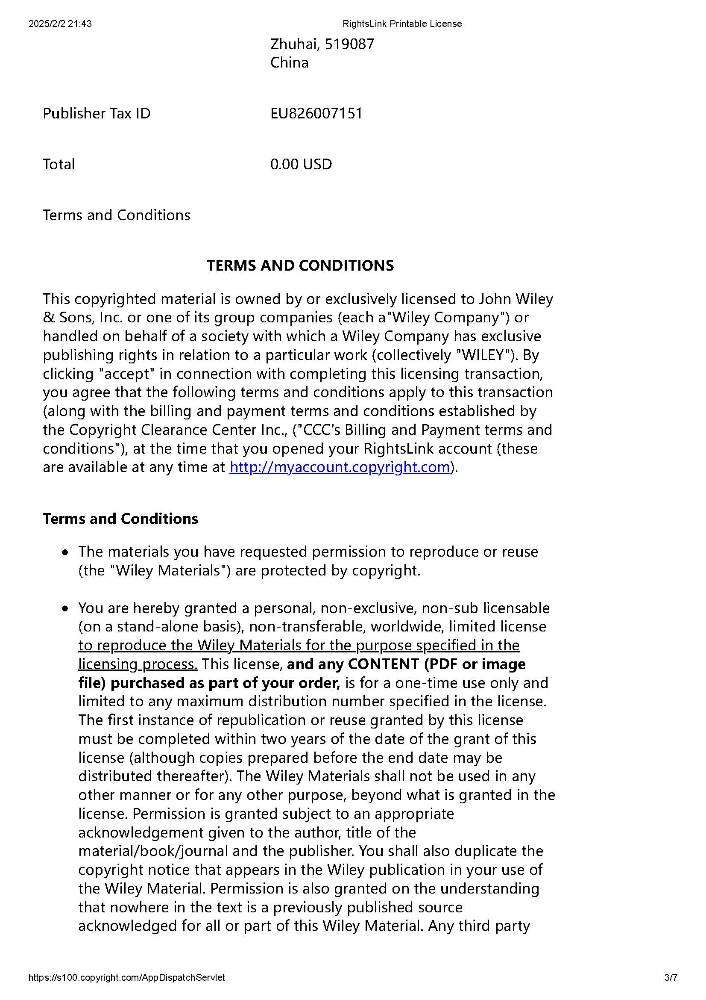 2025/2/2 21:43 RightsLink Printable License
Zhuhai, 519087
China
Publisher Tax ID EU826007151
Total 0.00 USD
Terms and Conditions
TERMS AND CONDITIONS
This copyrighted material is owned by or exclusively licensed to John Wiley
& Sons, Inc. or one of its group companies (each a"Wiley Company") or
handled on behalf of a society with which a Wiley Company has exclusive
publishing rights in relation to a particular work (collectively "WILEY"). By
clicking "accept" in connection with completing this licensing transaction,
you agree that the following terms and conditions apply to this transaction
(along with the billing and payment terms and conditions established by
the Copyright Clearance Center Inc., ("CCC's Billing and Payment terms and
conditions"), at the time that you opened your RightsLink account (these
are available at any time at http://myaccount.copyright.com).
Terms and Conditions
• The materials you have requested permission to reproduce or reuse
(the "Wiley Materials") are protected by copyright.
• You are hereby granted a personal, non-exclusive, non-sub licensable
(on a stand-alone basis), non-transferable, worldwide, limited license
to reproduce the Wiley Materials for the purpose specified in the
licensing process. This license, and any CONTENT (PDF or image
file) purchased as part of your order, is for a one-time use only and
limited to any maximum distribution number specified in the license.
The first instance of republication or reuse granted by this license
must be completed within two years of the date of the grant of this
license (although copies prepared before the end date may be
distributed thereafter). The Wiley Materials shall not be used in any
other manner or for any other purpose, beyond what is granted in the
license. Permission is granted subject to an appropriate
acknowledgement given to the author, title of the
material/book/journal and the publisher. You shall also duplicate the
copyright notice that appears in the Wiley publication in your use of
the Wiley Material. Permission is also granted on the understanding
that nowhere in the text is a previously published source
acknowledged for all or part of this Wiley Material. Any third party
https://s100.copyright.com/AppDispatchServlet 3/7